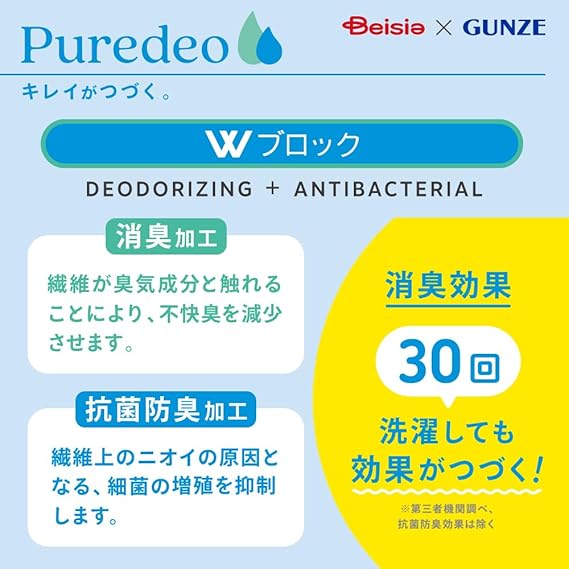 Puredeo
Beisia × GUNZE
キレイがつづく。
Wブロック
DEODORIZING + ANTIBACTERIAL
消臭加工
繊維が臭気成分と触れる
ことにより、不快臭を減少
させます。
抗菌防臭加工
繊維上のニオイの原因と
なる、細菌の増殖を抑制
します。
消臭効果
30回
洗濯しても
効果がつづく!
※第三者機関調べ、
抗菌防臭効果は除く